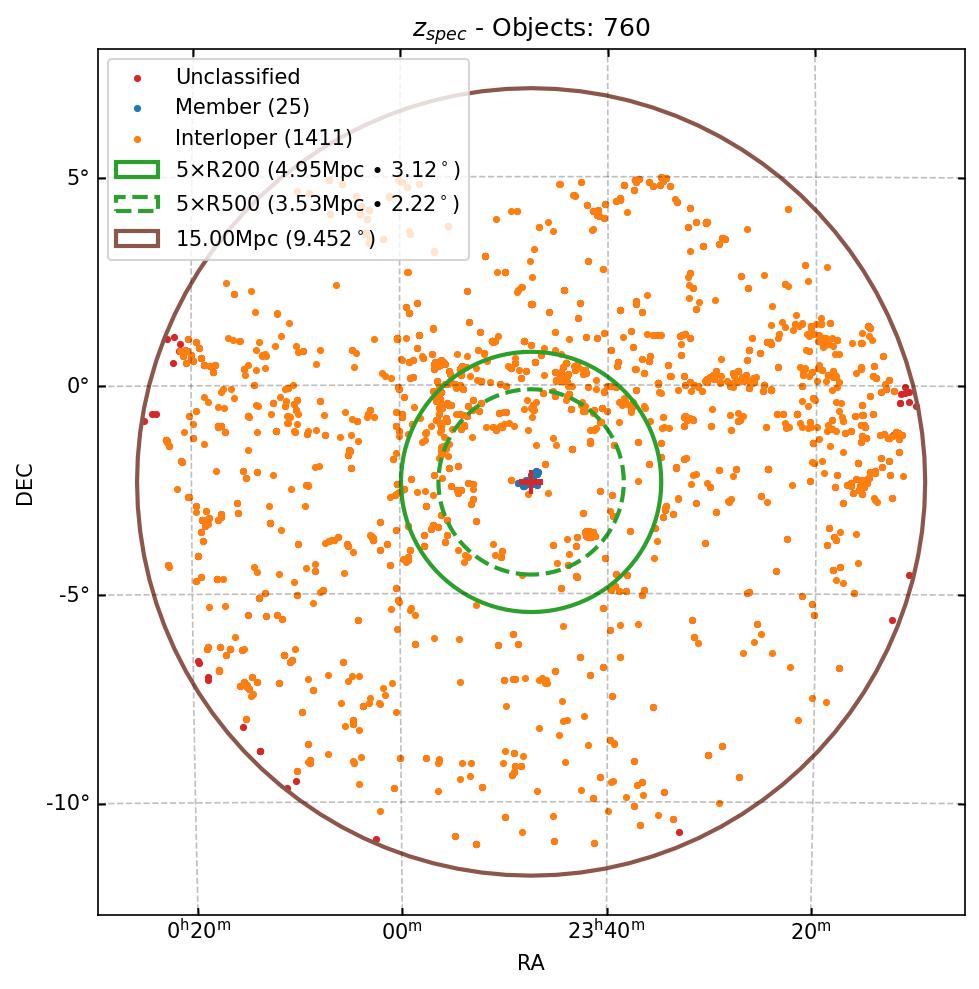 z_spec - Objects: 760
Unclassified
Member (25)
Interloper (1411)
5×R200 (4.95Mpc • 3.12°)
5×R500 (3.53Mpc • 2.22°)
15.00Mpc (9.452°)
5°
0°
-5°
-10°
DEC
0h20m 00m 23h40m 20m
RA